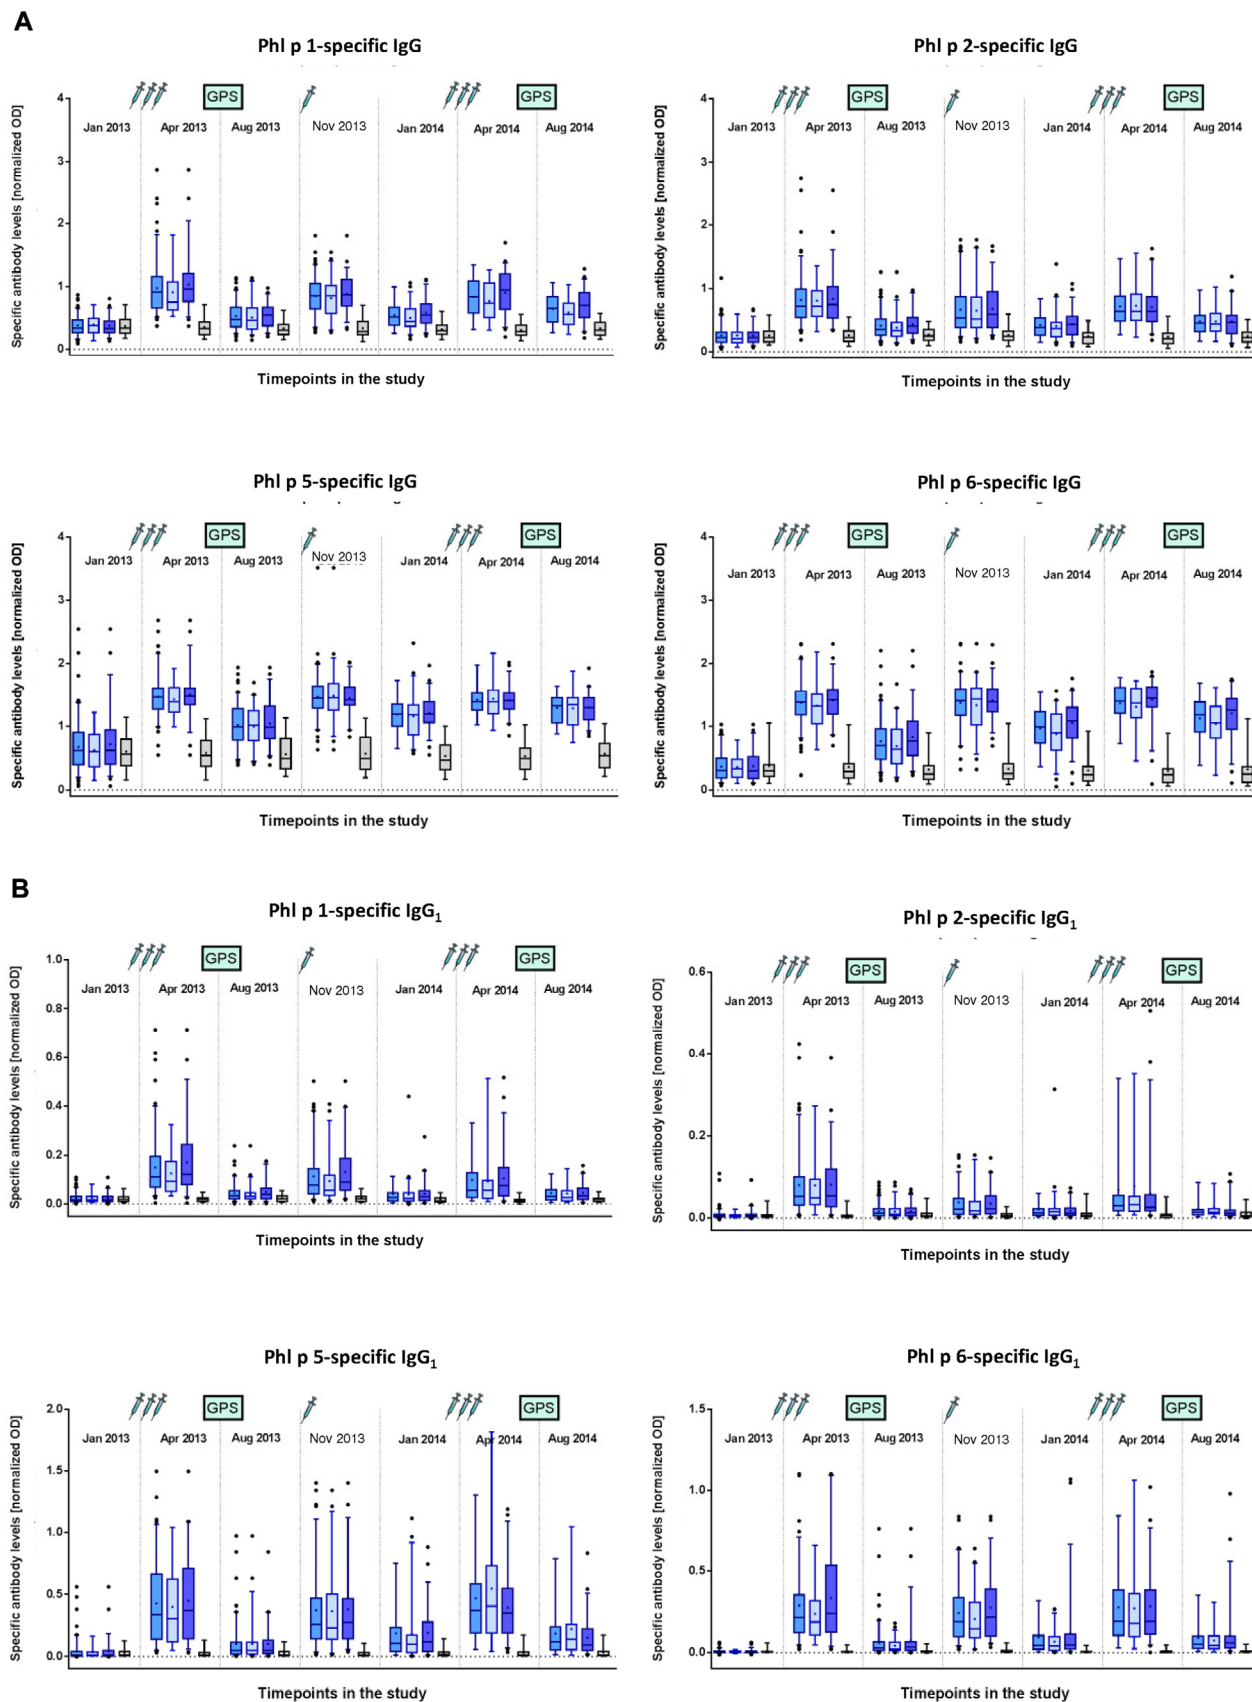 A
Phl p 1-specific IgG
Specific antibody levels [normalized OD]
GPS
GPS
Jan 2013 Apr 2013 Aug 2013 Nov 2013 Jan 2014 Apr 2014 Aug 2014
4
3
2
1
0
Timepoints in the study
Phl p 2-specific IgG
Specific antibody levels [normalized OD]
GPS
GPS
Jan 2013 Apr 2013 Aug 2013 Nov 2013 Jan 2014 Apr 2014 Aug 2014
4
3
2
1
0
Timepoints in the study
Phl p 5-specific IgG
Specific antibody levels [normalized OD]
GPS
GPS
Jan 2013 Apr 2013 Aug 2013 Nov 2013 Jan 2014 Apr 2014 Aug 2014
4
3
2
1
0
Timepoints in the study
Phl p 6-specific IgG
Specific antibody levels [normalized OD]
GPS
GPS
Jan 2013 Apr 2013 Aug 2013 Nov 2013 Jan 2014 Apr 2014 Aug 2014
4
3
2
1
0
Timepoints in the study
B
Phl p 1-specific IgG₁
Specific antibody levels [normalized OD]
GPS
GPS
Jan 2013 Apr 2013 Aug 2013 Nov 2013 Jan 2014 Apr 2014 Aug 2014
1.0
0.8
0.6
0.4
0.2
0.0
Timepoints in the study
Phl p 2-specific IgG₁
Specific antibody levels [normalized OD]
GPS
GPS
Jan 2013 Apr 2013 Aug 2013 Nov 2013 Jan 2014 Apr 2014 Aug 2014
0.6
0.4
0.2
0.0
Timepoints in the study
Phl p 5-specific IgG₁
Specific antibody levels [normalized OD]
GPS
GPS
Jan 2013 Apr 2013 Aug 2013 Nov 2013 Jan 2014 Apr 2014 Aug 2014
2.0
1.5
1.0
0.5
0.0
Timepoints in the study
Phl p 6-specific IgG₁
Specific antibody levels [normalized OD]
GPS
GPS
Jan 2013 Apr 2013 Aug 2013 Nov 2013 Jan 2014 Apr 2014 Aug 2014
1.5
1.0
0.5
0.0
Timepoints in the study